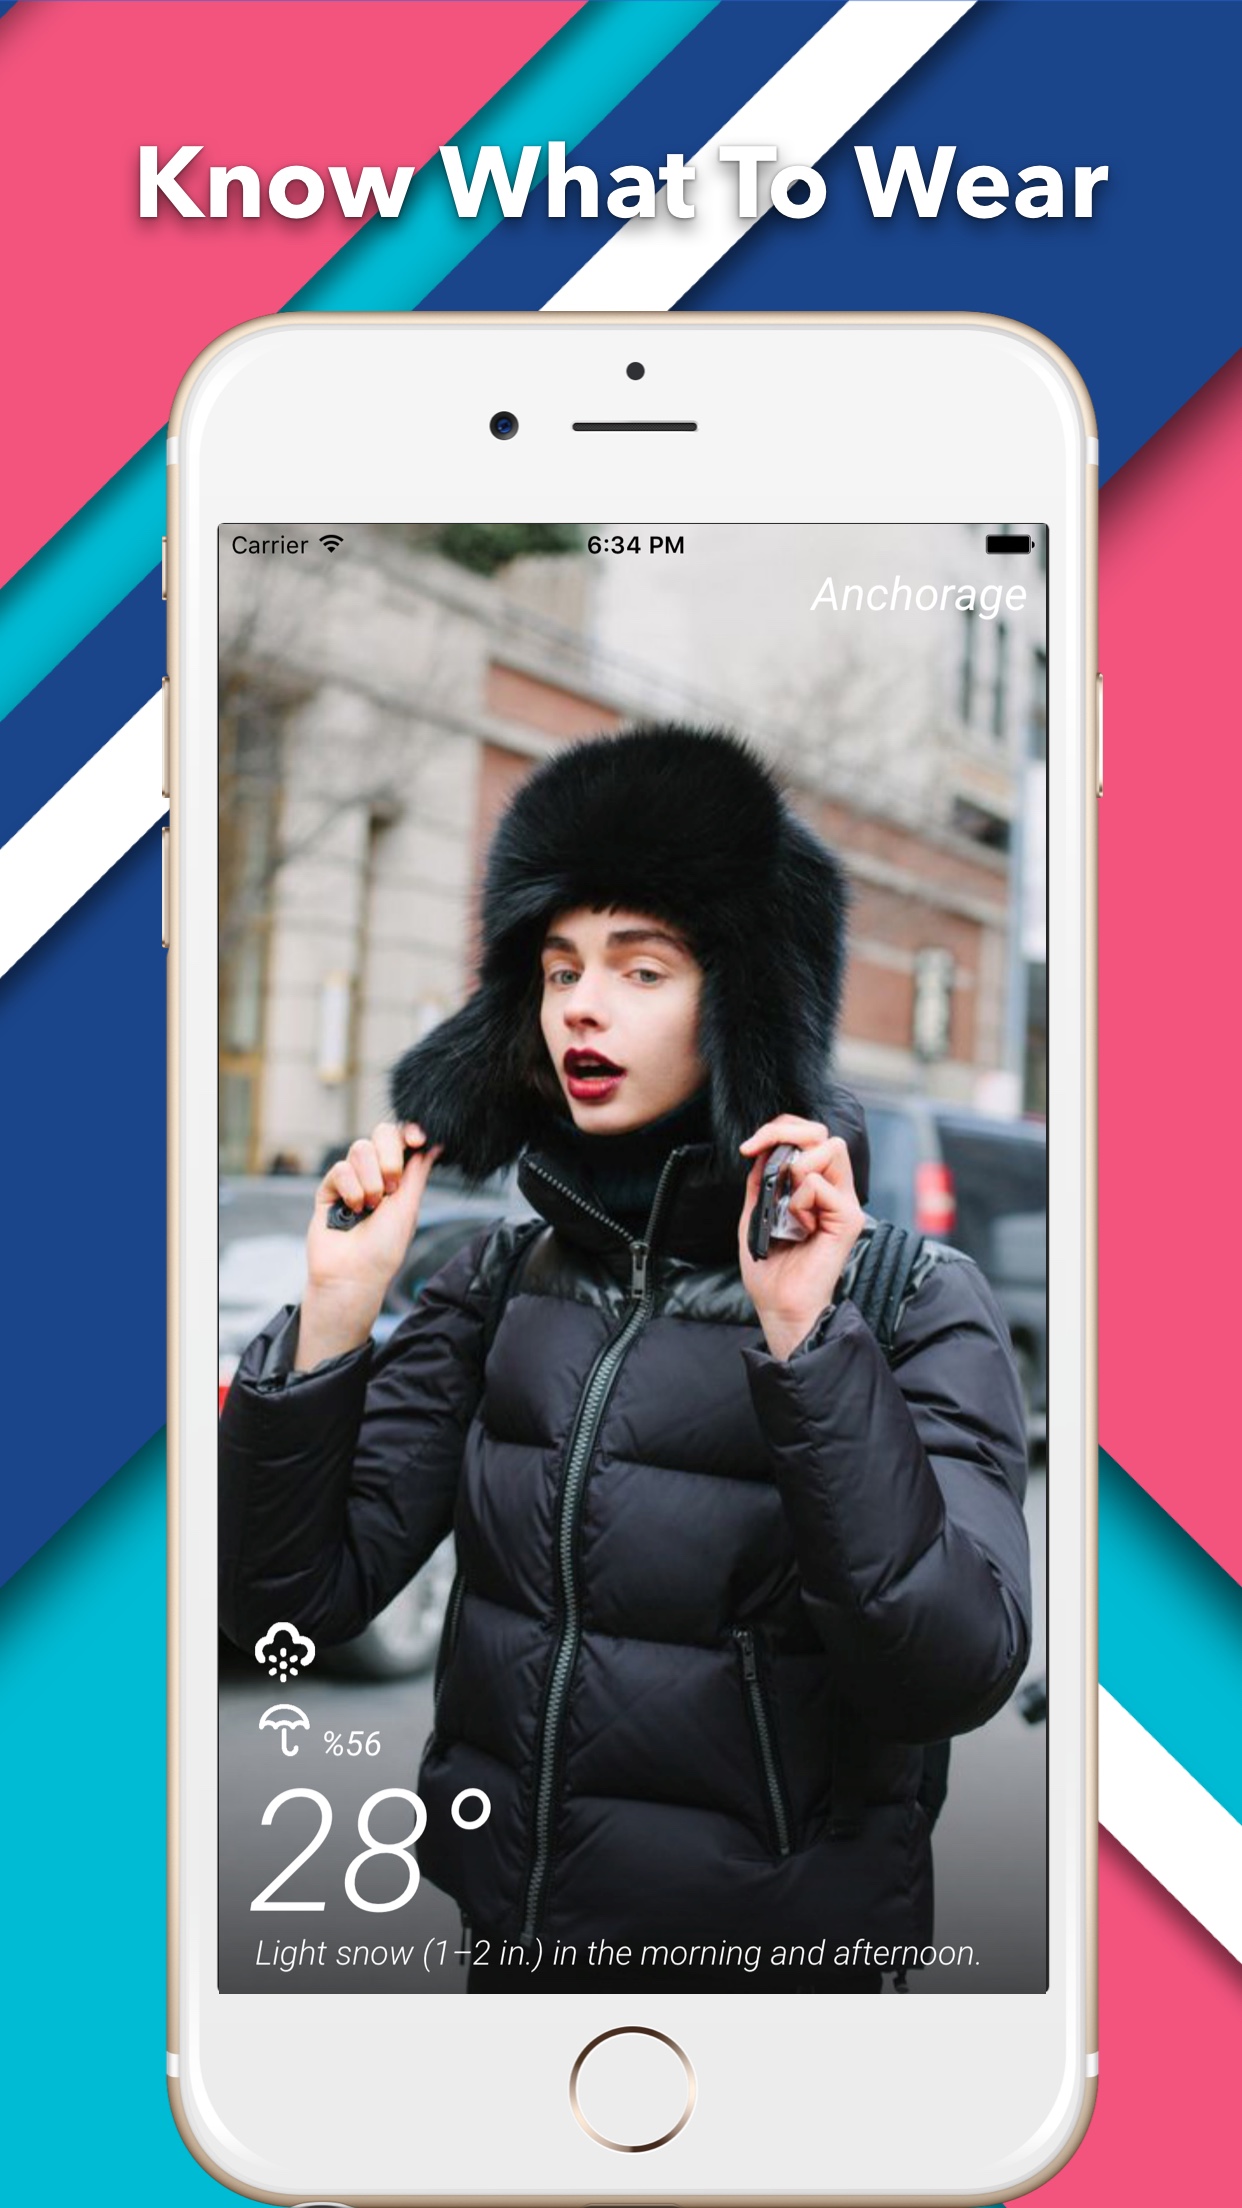 Know What To Wear
Carrier 6:34 PM
Anchorage
%56
28°
Light snow (1–2 in.) in the morning and afternoon.